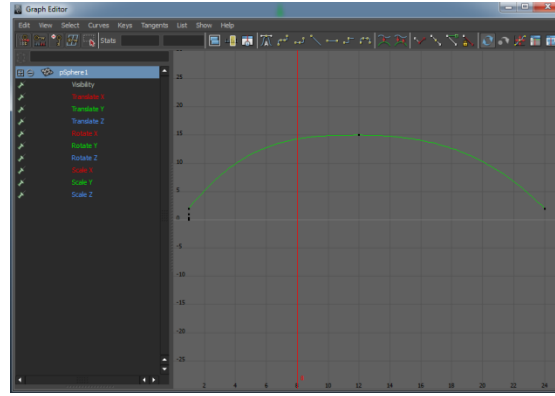 Graph Editor
Edit View Select Curves Keys Tangents List Show Help
Stats
pSphere1
Visibility
Translate X
Translate Y
Translate Z
Rotate X
Rotate Y
Rotate Z
Scale X
Scale Y
Scale Z
25
20
15
10
5
0
-5
-10
-15
-20
-25
2 4 6 8 10 12 14 16 18 20 22 24